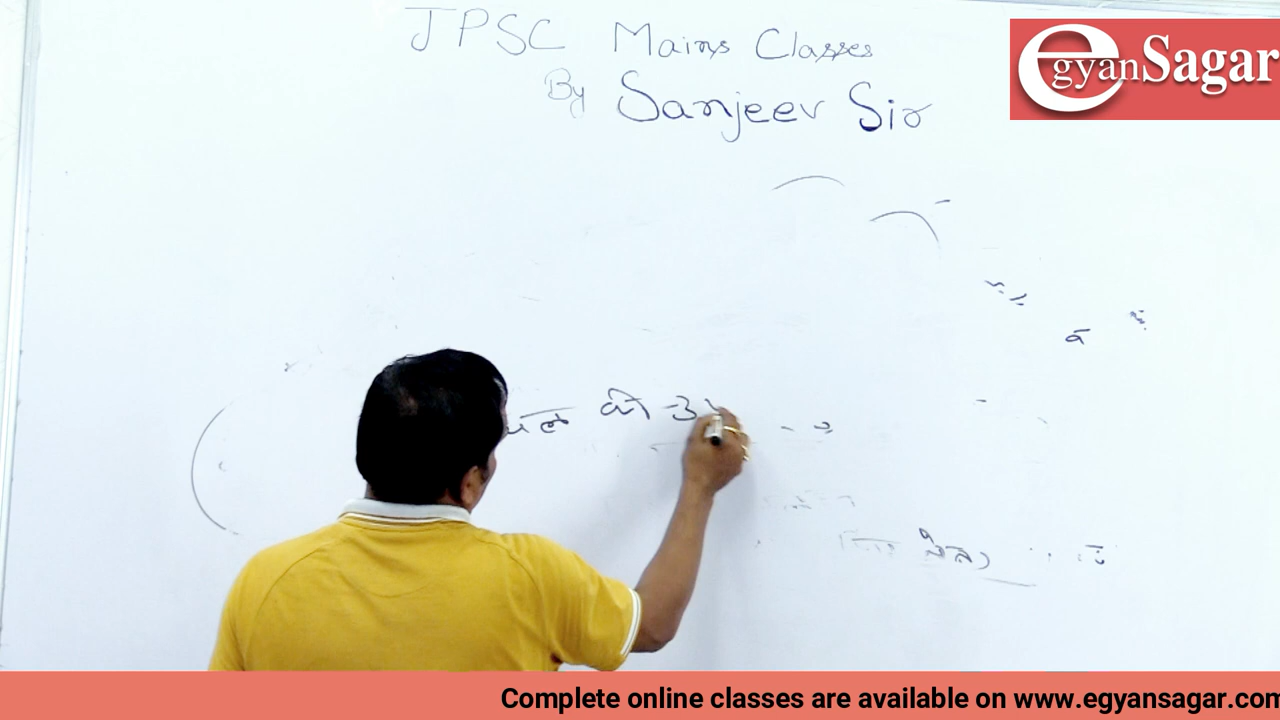 JPSC Mains Classes
By Sanjeev Sir
egyanSagar
की
Complete online classes are available on www.egyansagar.com